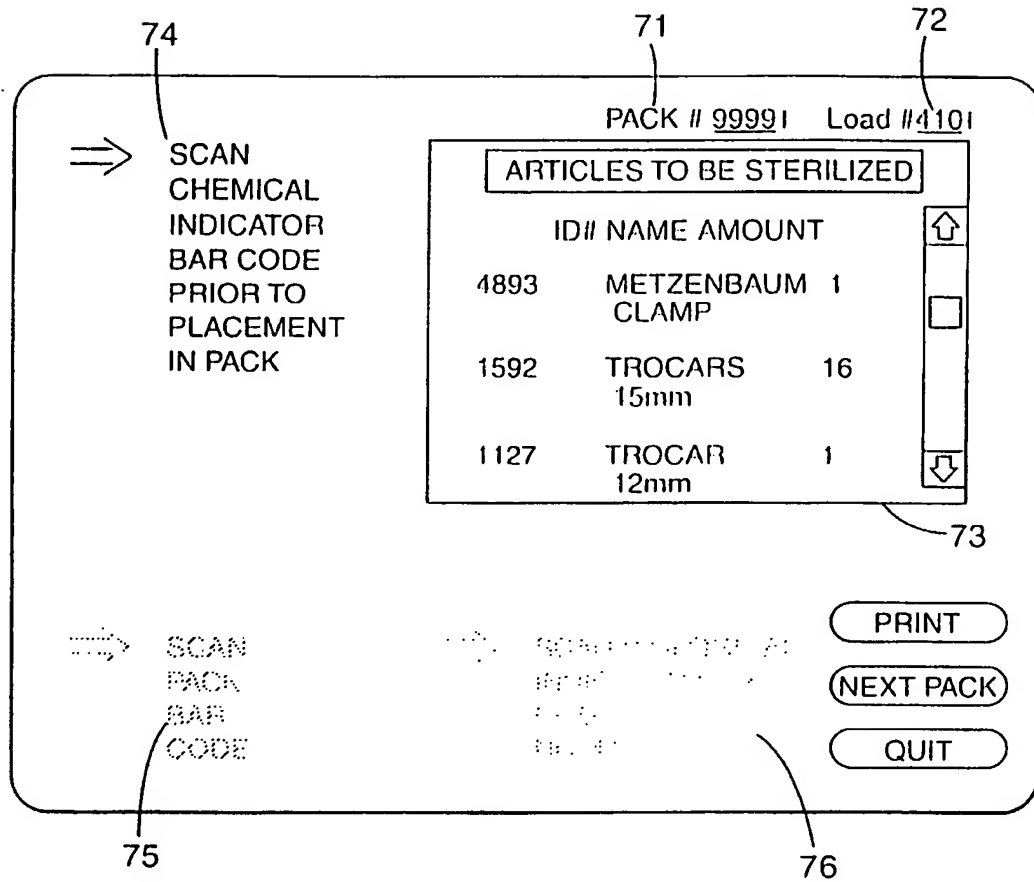 74
71
72
PACK # 9999 Load #410
SCAN
CHEMICAL
INDICATOR
BAR CODE
PRIOR TO
PLACEMENT
IN PACK
ARTICLES TO BE STERILIZED
ID# NAME AMOUNT
4893 METZENBAUM 1
CLAMP
1592 TROCARS 16
15mm
1127 TROCAR 1
12mm
73
SCAN
PACK
BAR
CODE
PRINT
NEXT PACK
QUIT
75
76